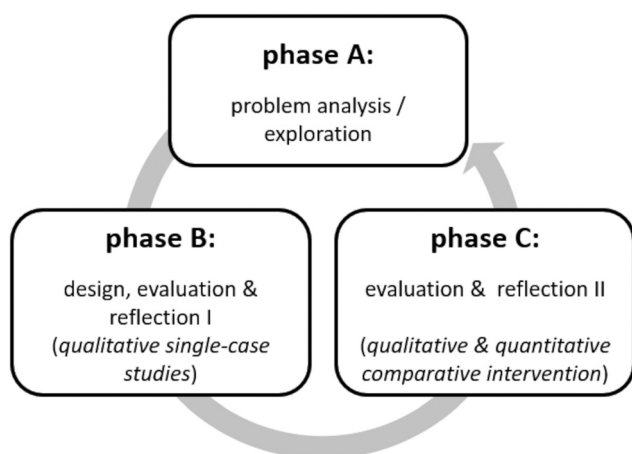 phase A:
problem analysis /
exploration
phase B:
design, evaluation &
reflection I
(qualitative single-case
studies)
phase C:
evaluation & reflection II
(qualitative & quantitative
comparative intervention)